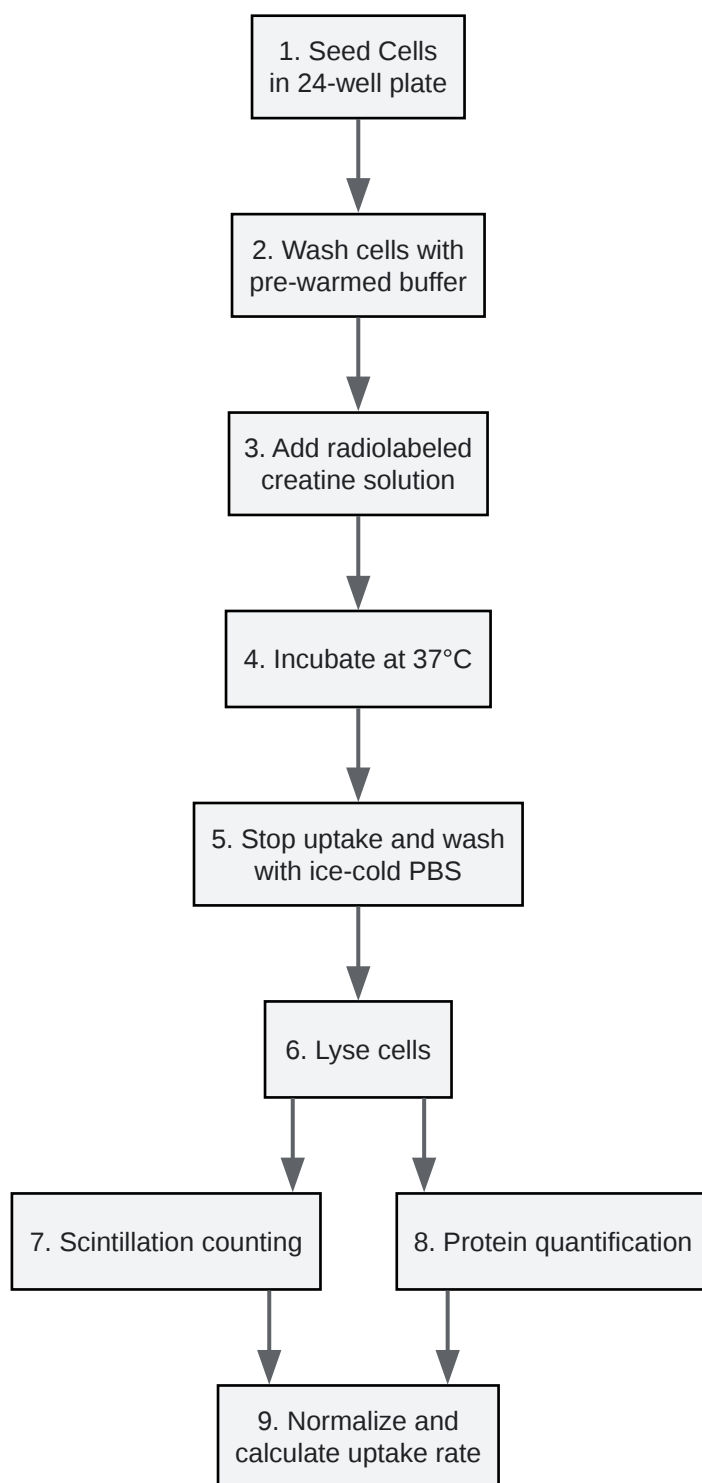 1. Seed Cells
in 24-well plate
2. Wash cells with
pre-warmed buffer
3. Add radiolabeled
creatine solution
4. Incubate at 37°C
5. Stop uptake and wash
with ice-cold PBS
6. Lyse cells
7. Scintillation counting
8. Protein quantification
9. Normalize and
calculate uptake rate